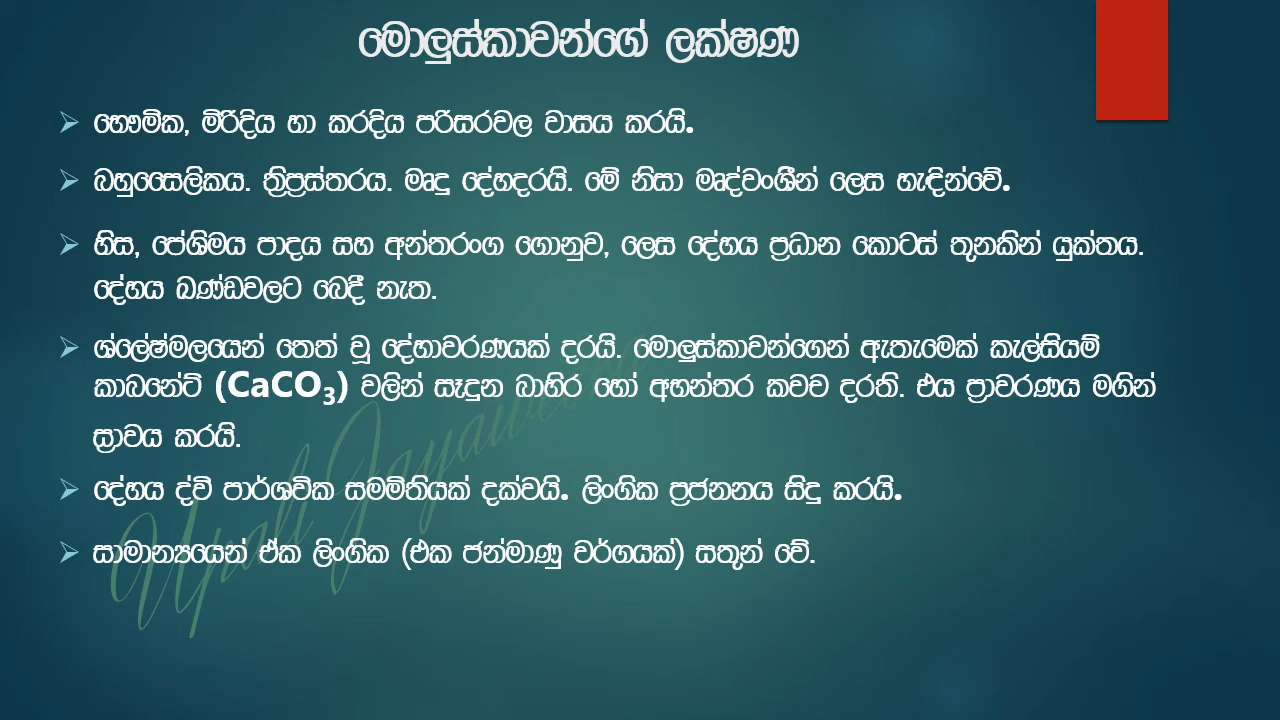 මොලුස්කාවන්ගේ ලක්ෂණ
භෞමික, මිරිදිය හා කරදිය පරිසරවල වාසය කරයි.
බහුසෛලිකය. ත්‍රිප්‍රස්තරය. මෘදු දේහදරයි. මේ නිසා මෘද්වංශීන් ලෙස හැඳින්වේ.
හිස, පේශිමය පාදය සහ අන්තරංග ගොනුව, ලෙස දේහය ප්‍රධාන කොටස් තුනකින් යුක්තය.
දේහය ඛණ්ඩවලට බෙදී නැත.
ශ්ලේෂ්මලයෙන් තෙත් වූ දේහාවරණයක් දරයි. මොලුස්කාවන්ගෙන් ඇතැමෙක් කැල්සියම්
කාබනේට් (CaCO₃) වලින් සෑදුන බාහිර හෝ අභන්තර කවච දරති. එය ප්‍රාවරණය මගින්
ස්‍රාවය කරයි.
දේහය ද්වි පාර්ශවික සමමිතියක් දක්වයි. ලිංගික ප්‍රජනනය සිදු කරයි.
සාමාන්‍යයෙන් ඒක ලිංගික (එක ජන්මාණු වර්ගයක්) සතුන් වේ.
Upali Jayaweera